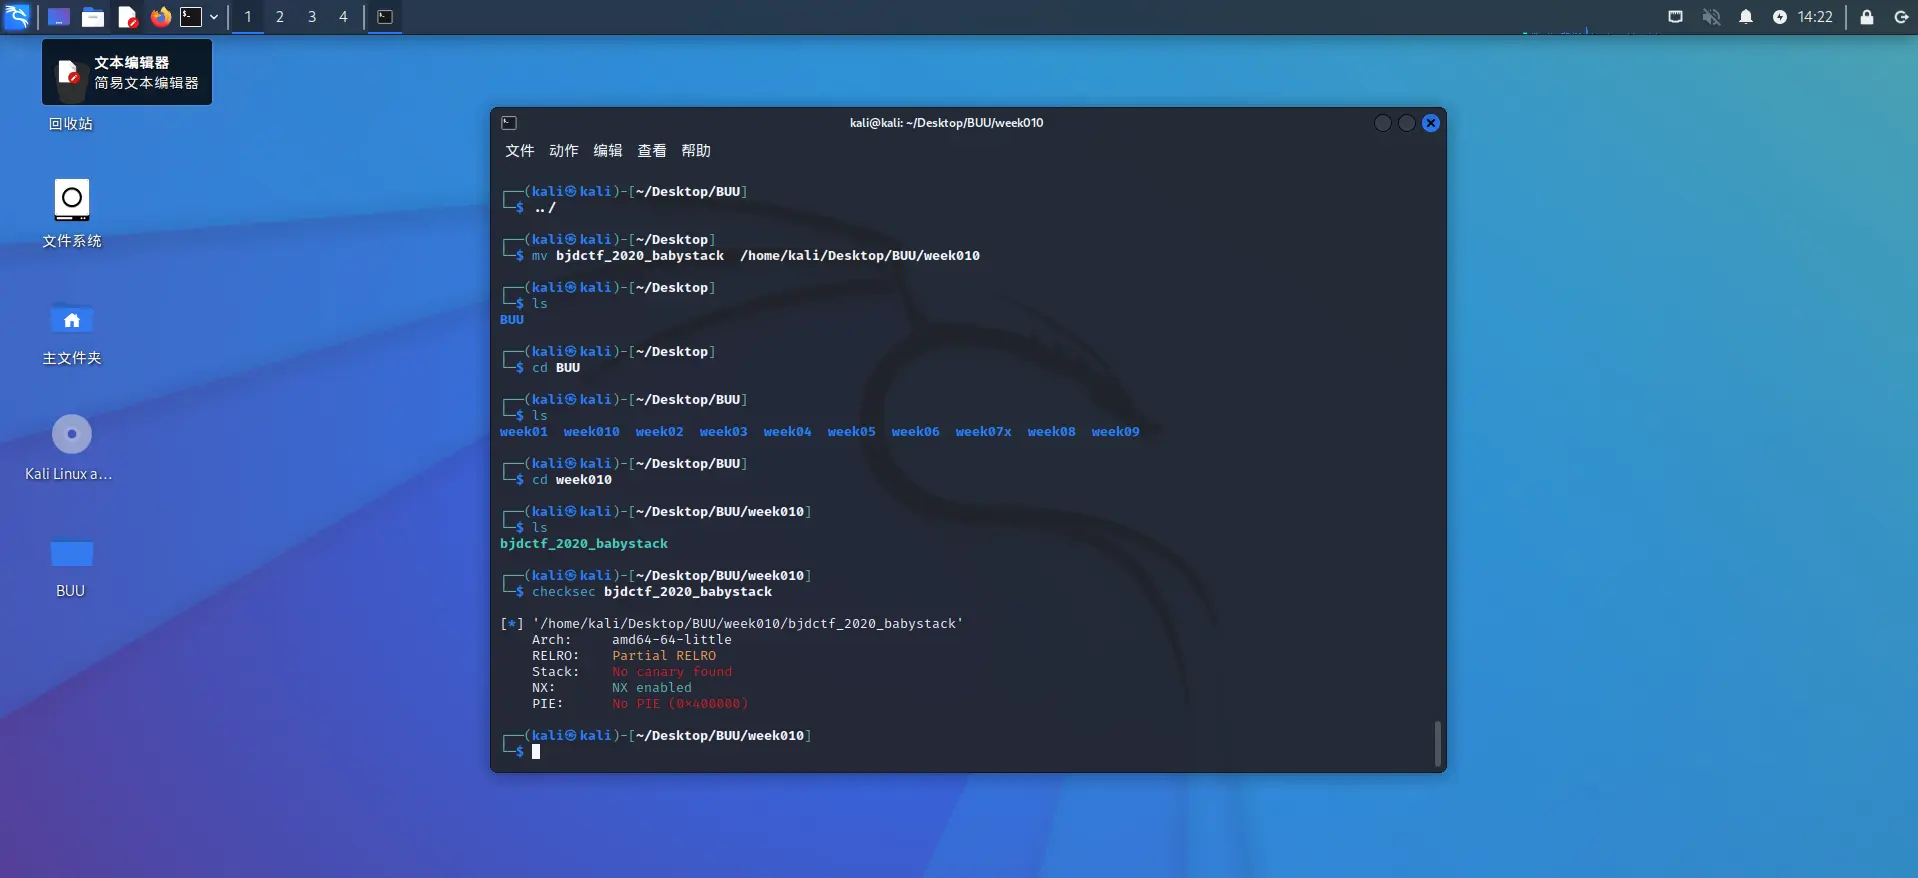 1 2 3 4
14:22
文本编辑器
简易文本编辑器
回收站
文件系统
主文件夹
Kali Linux a...
BUU
kali@kali: ~/Desktop/BUU/week010
文件 动作 编辑 查看 帮助
┌──(kali㉿kali)-[~/Desktop/BUU]
└─$ ../
┌──(kali㉿kali)-[~/Desktop]
└─$ mv bjdctf_2020_babystack  /home/kali/Desktop/BUU/week010
┌──(kali㉿kali)-[~/Desktop]
└─$ ls
BUU
┌──(kali㉿kali)-[~/Desktop]
└─$ cd BUU
┌──(kali㉿kali)-[~/Desktop/BUU]
└─$ ls
week01  week010  week02  week03  week04  week05  week06  week07x  week08  week09
┌──(kali㉿kali)-[~/Desktop/BUU]
└─$ cd week010
┌──(kali㉿kali)-[~/Desktop/BUU/week010]
└─$ ls
bjdctf_2020_babystack
┌──(kali㉿kali)-[~/Desktop/BUU/week010]
└─$ checksec bjdctf_2020_babystack
[*] '/home/kali/Desktop/BUU/week010/bjdctf_2020_babystack'
Arch:     amd64-64-little
RELRO:    Partial RELRO
Stack:    No canary found
NX:       NX enabled
PIE:      No PIE (0×400000)
┌──(kali㉿kali)-[~/Desktop/BUU/week010]
└─$